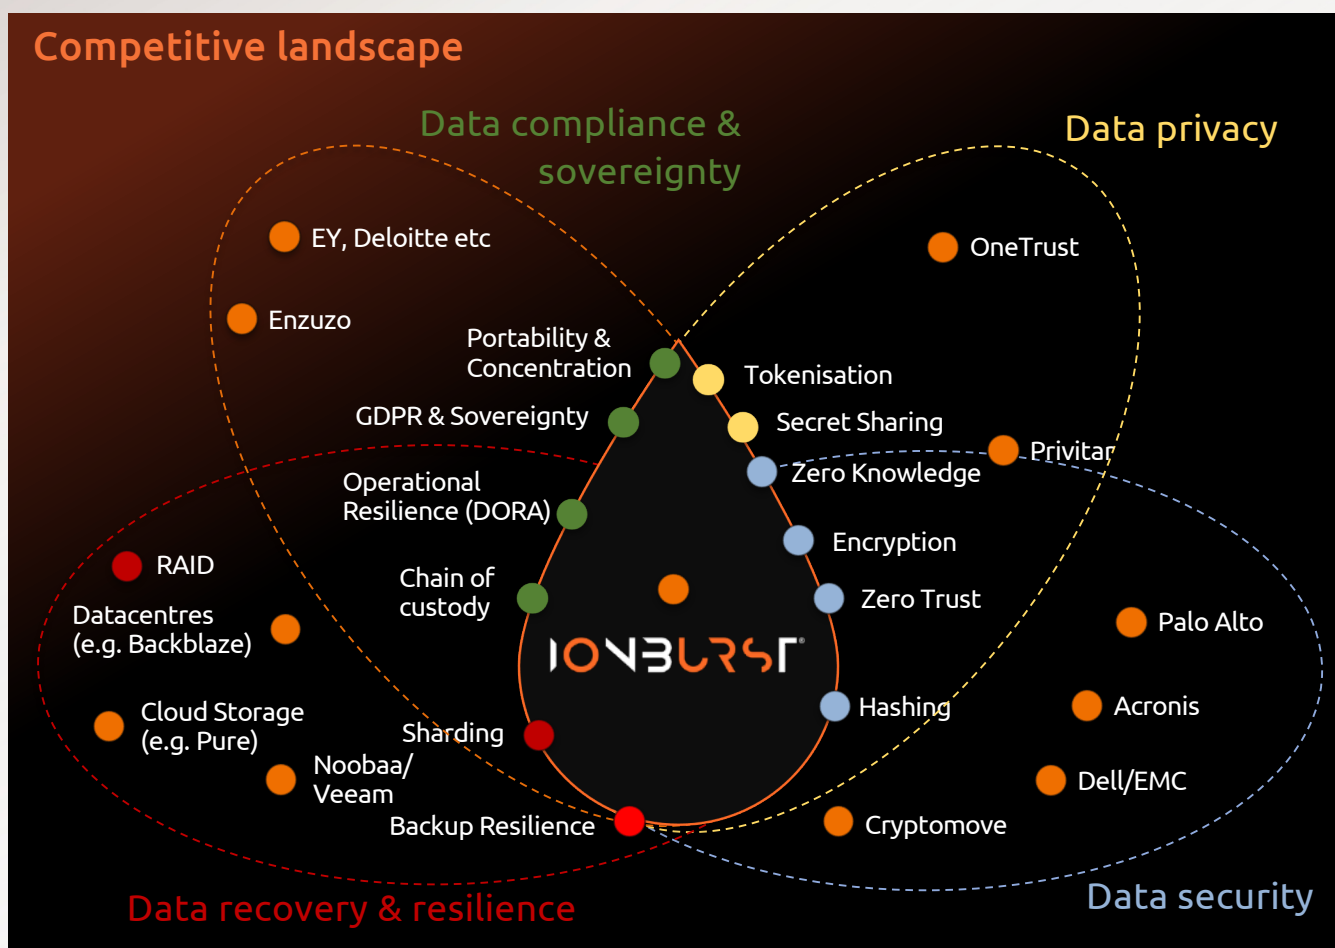 Competitive landscape
Data compliance &
sovereignty
Data privacy
EY, Deloitte etc
OneTrust
Enzuzo
Portability &
Concentration
Tokenisation
GDPR & Sovereignty
Secret Sharing
Privitar
Zero Knowledge
Operational
Resilience (DORA)
Encryption
RAID
Chain of
custody
Zero Trust
Datacentres
(e.g. Backblaze)
Palo Alto
IONBURST®
Hashing
Acronis
Cloud Storage
(e.g. Pure)
Sharding
Noobaa/
Veeam
Dell/EMC
Backup Resilience
Cryptomove
Data recovery & resilience
Data security